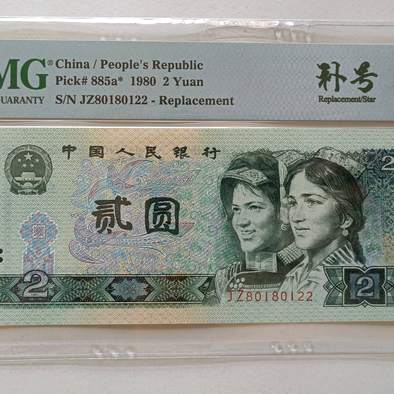 MG China / People's Republic
Pick# 885a* 1980 2 Yuan
UARANTY S/N JZ80180122 - Replacement
补号
Replacement/Star
中国人民银行
贰圆
2
JZ80180122
2
2